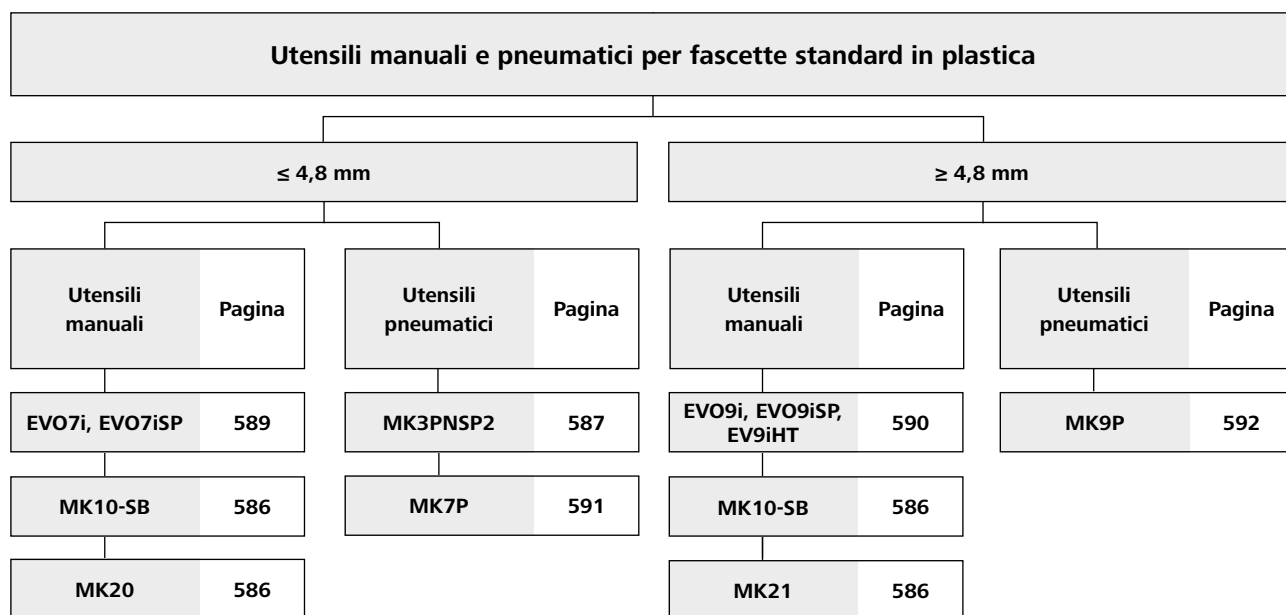 Utensili manuali e pneumatici per fascette standard in plastica
≤ 4,8 mm
≥ 4,8 mm
Utensili
manuali
Pagina
Utensili
pneumatici
Pagina
Utensili
manuali
Pagina
Utensili
pneumatici
Pagina
EVO7i, EVO7iSP
589
MK3PNSP2
587
EVO9i, EVO9iSP,
EV9iHT
590
MK9P
592
MK10-SB
586
MK7P
591
MK10-SB
586
MK20
586
MK21
586